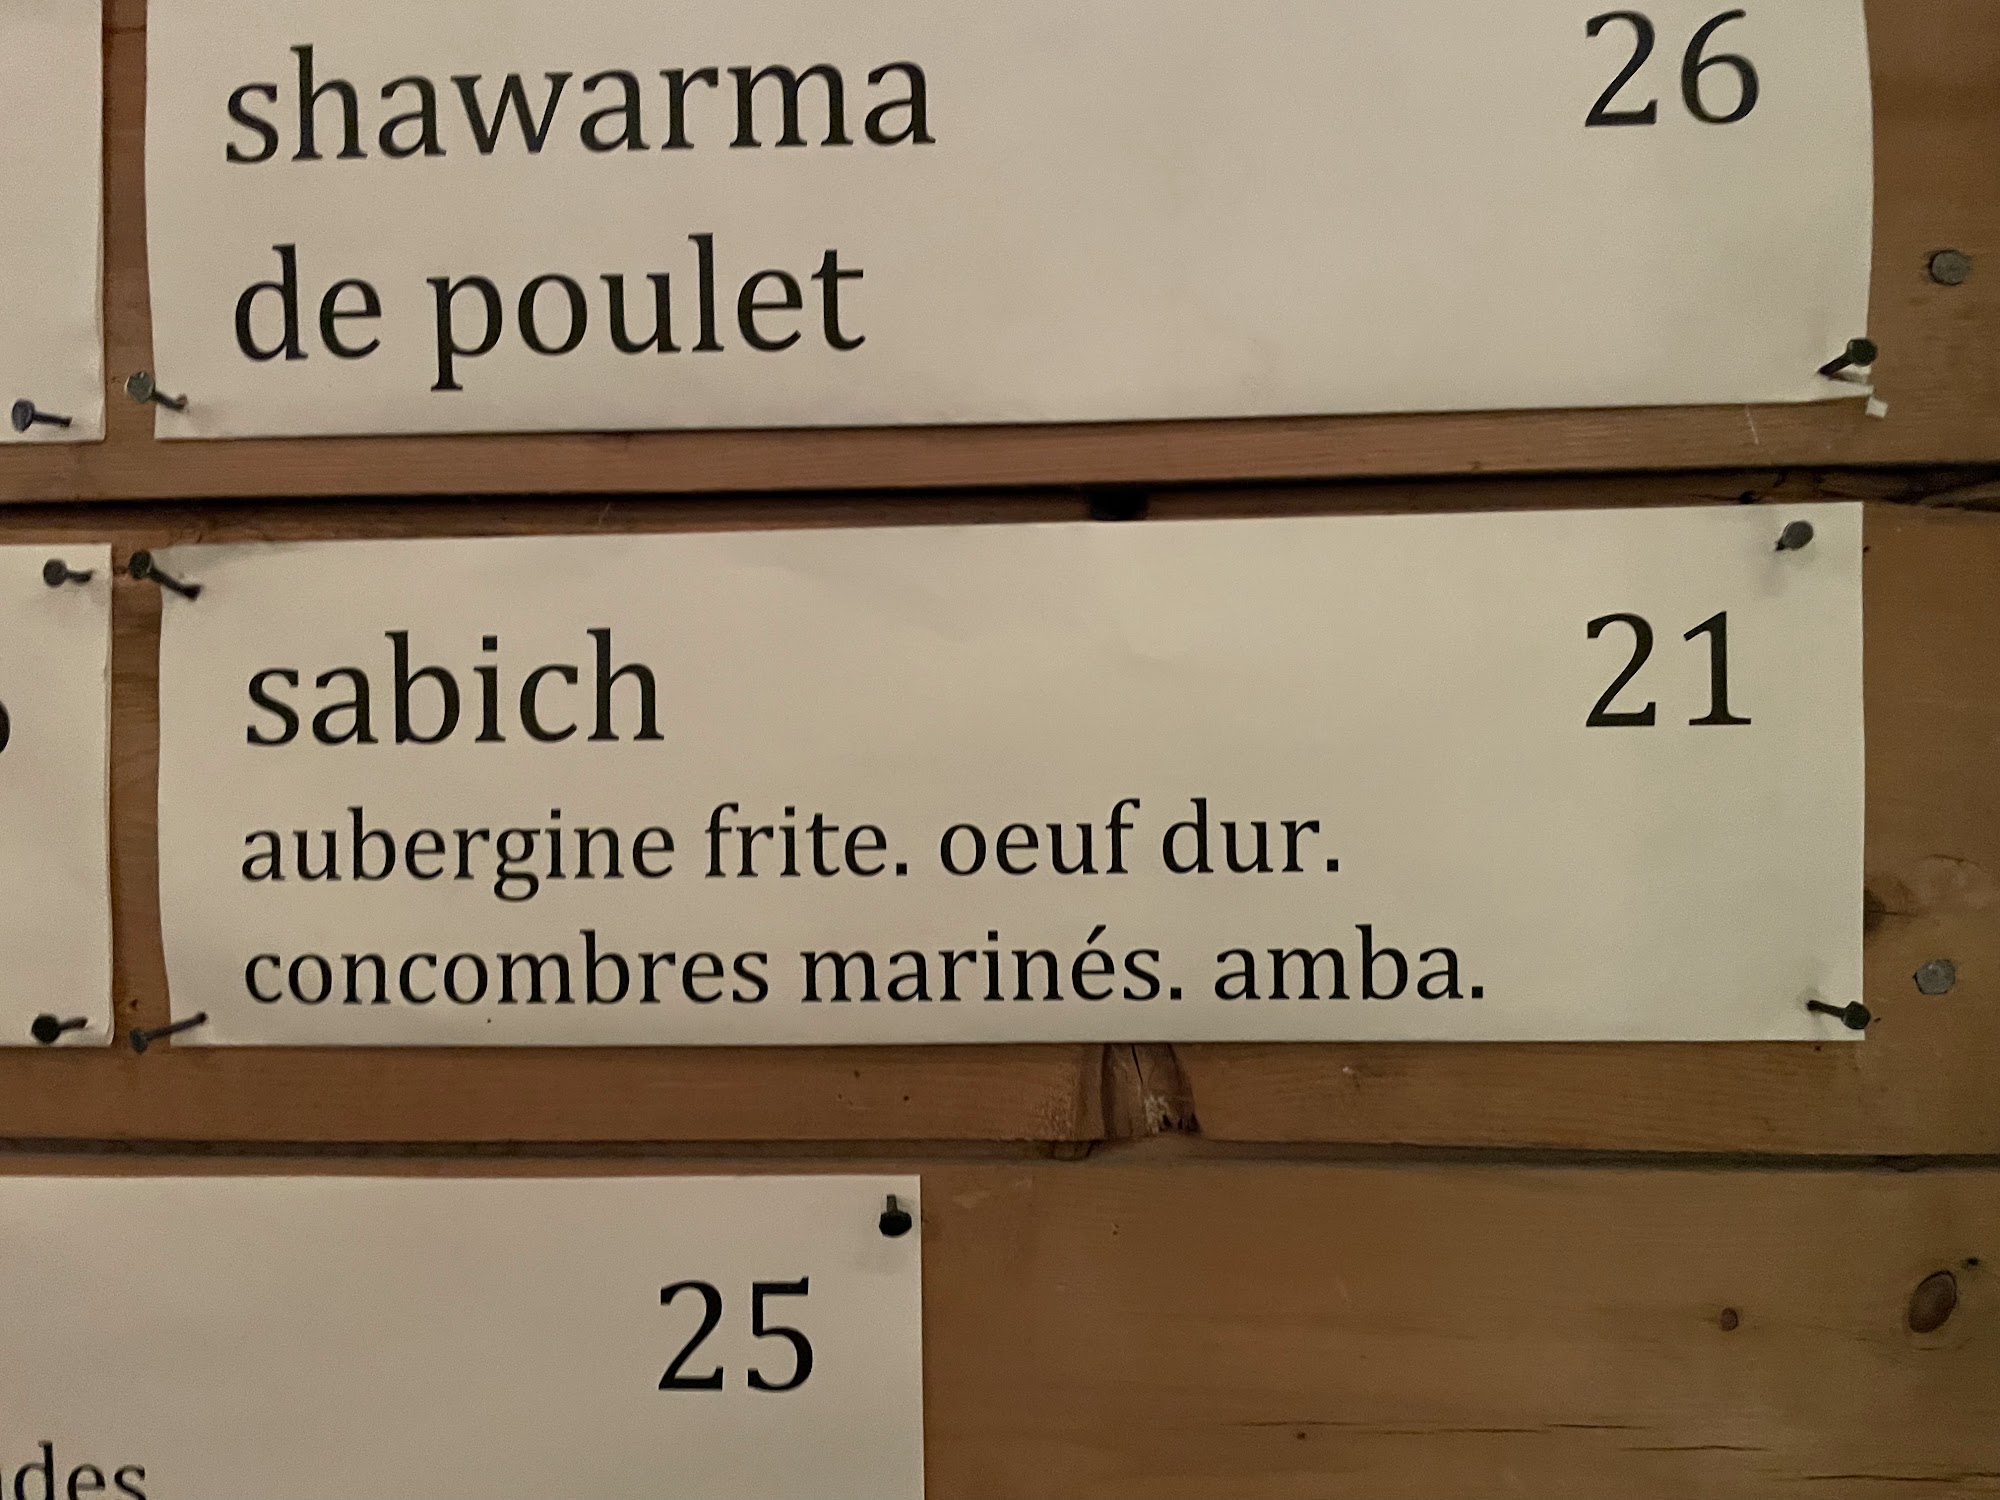 shawarma 26
de poulet
sabich 21
aubergine frite. oeuf dur.
concombres marinés. amba.
25